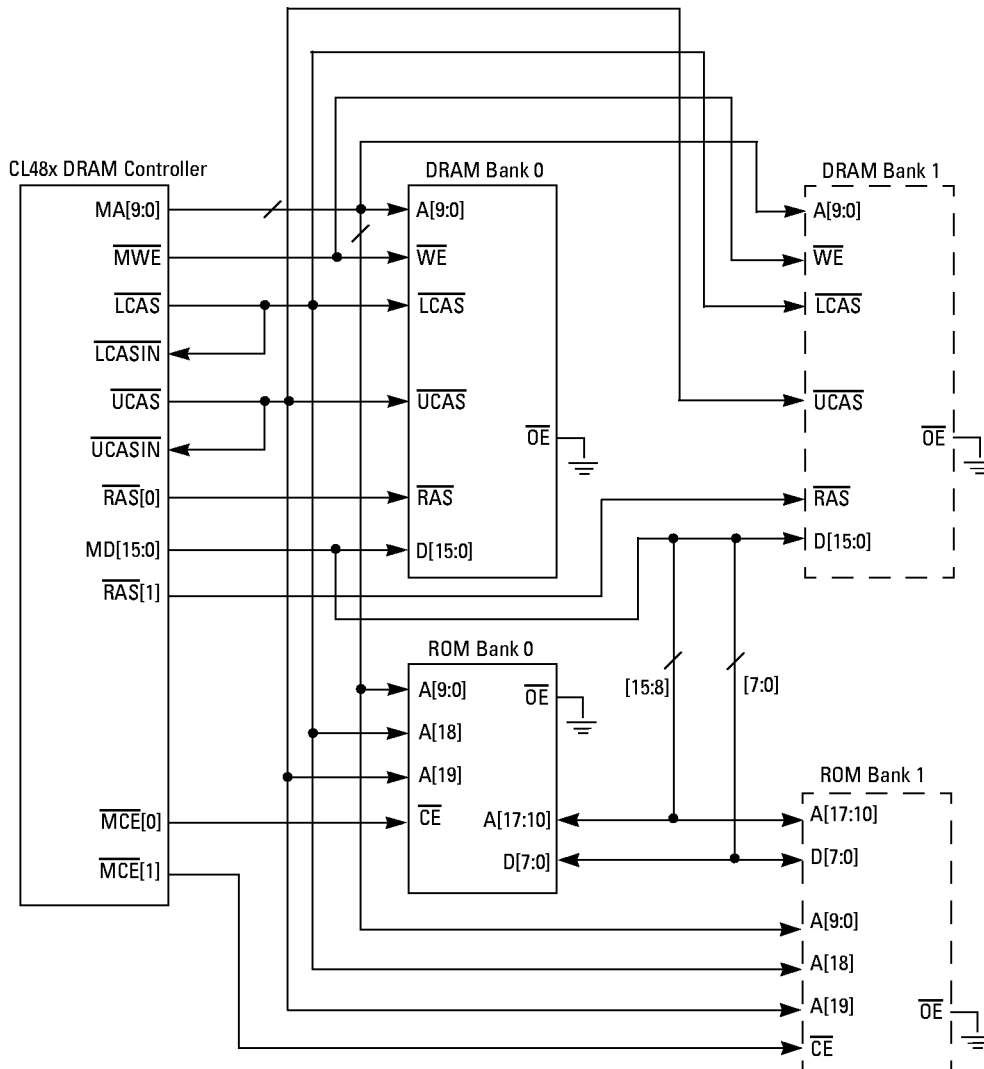 CL48x DRAM Controller
MA[9:0]
MWE
LCAS
LCASIN
UCAS
UCASIN
RAS[0]
MD[15:0]
RAS[1]
MCE[0]
MCE[1]
DRAM Bank 0
A[9:0]
WE
LCAS
UCAS
OE
RAS
D[15:0]
DRAM Bank 1
A[9:0]
WE
LCAS
UCAS
OE
RAS
D[15:0]
ROM Bank 0
A[9:0]
OE
A[18]
A[19]
CE
A[17:10]
D[7:0]
[15:8]
[7:0]
ROM Bank 1
A[17:10]
D[7:0]
A[9:0]
A[18]
A[19]
OE
CE